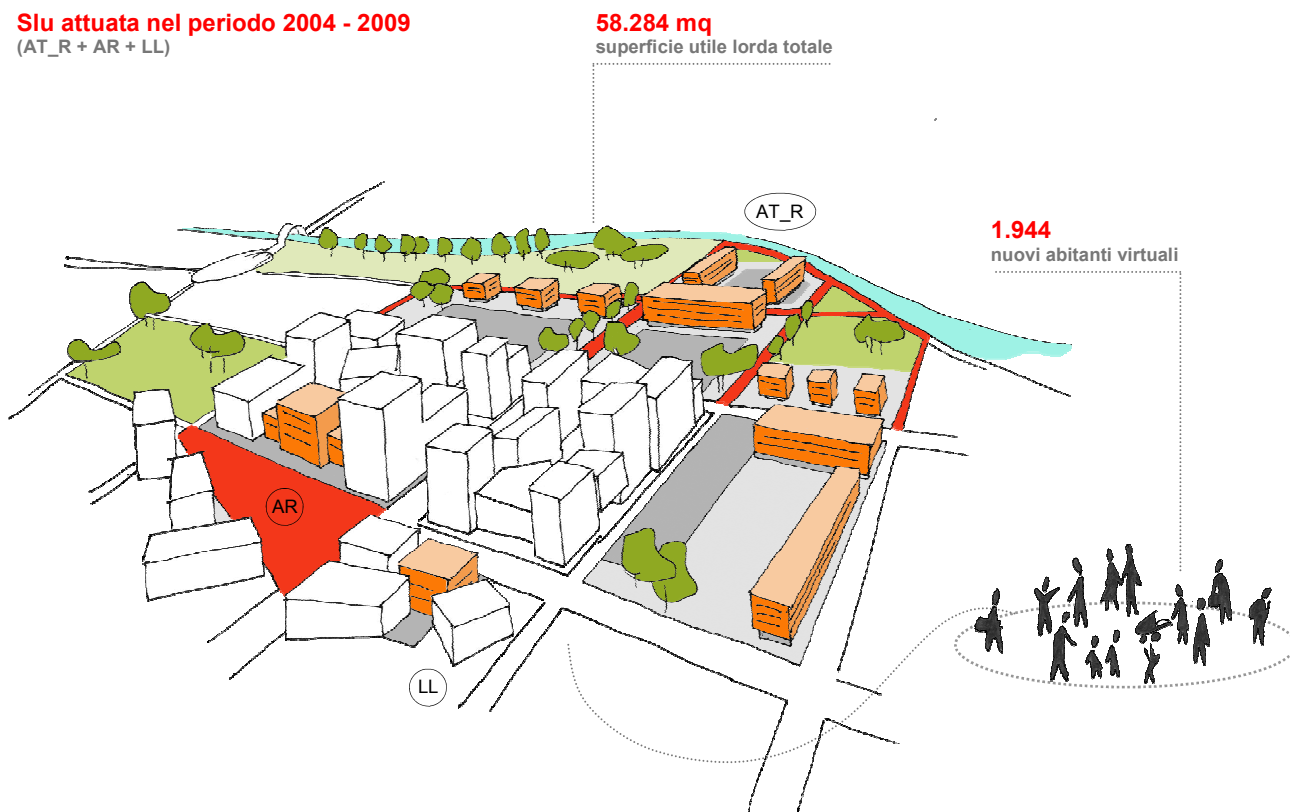 Slu attuata nel periodo 2004 - 2009
(AT_R + AR + LL)
58.284 mq
superficie utile lorda totale
AT_R
1.944
nuovi abitanti virtuali
AR
LL